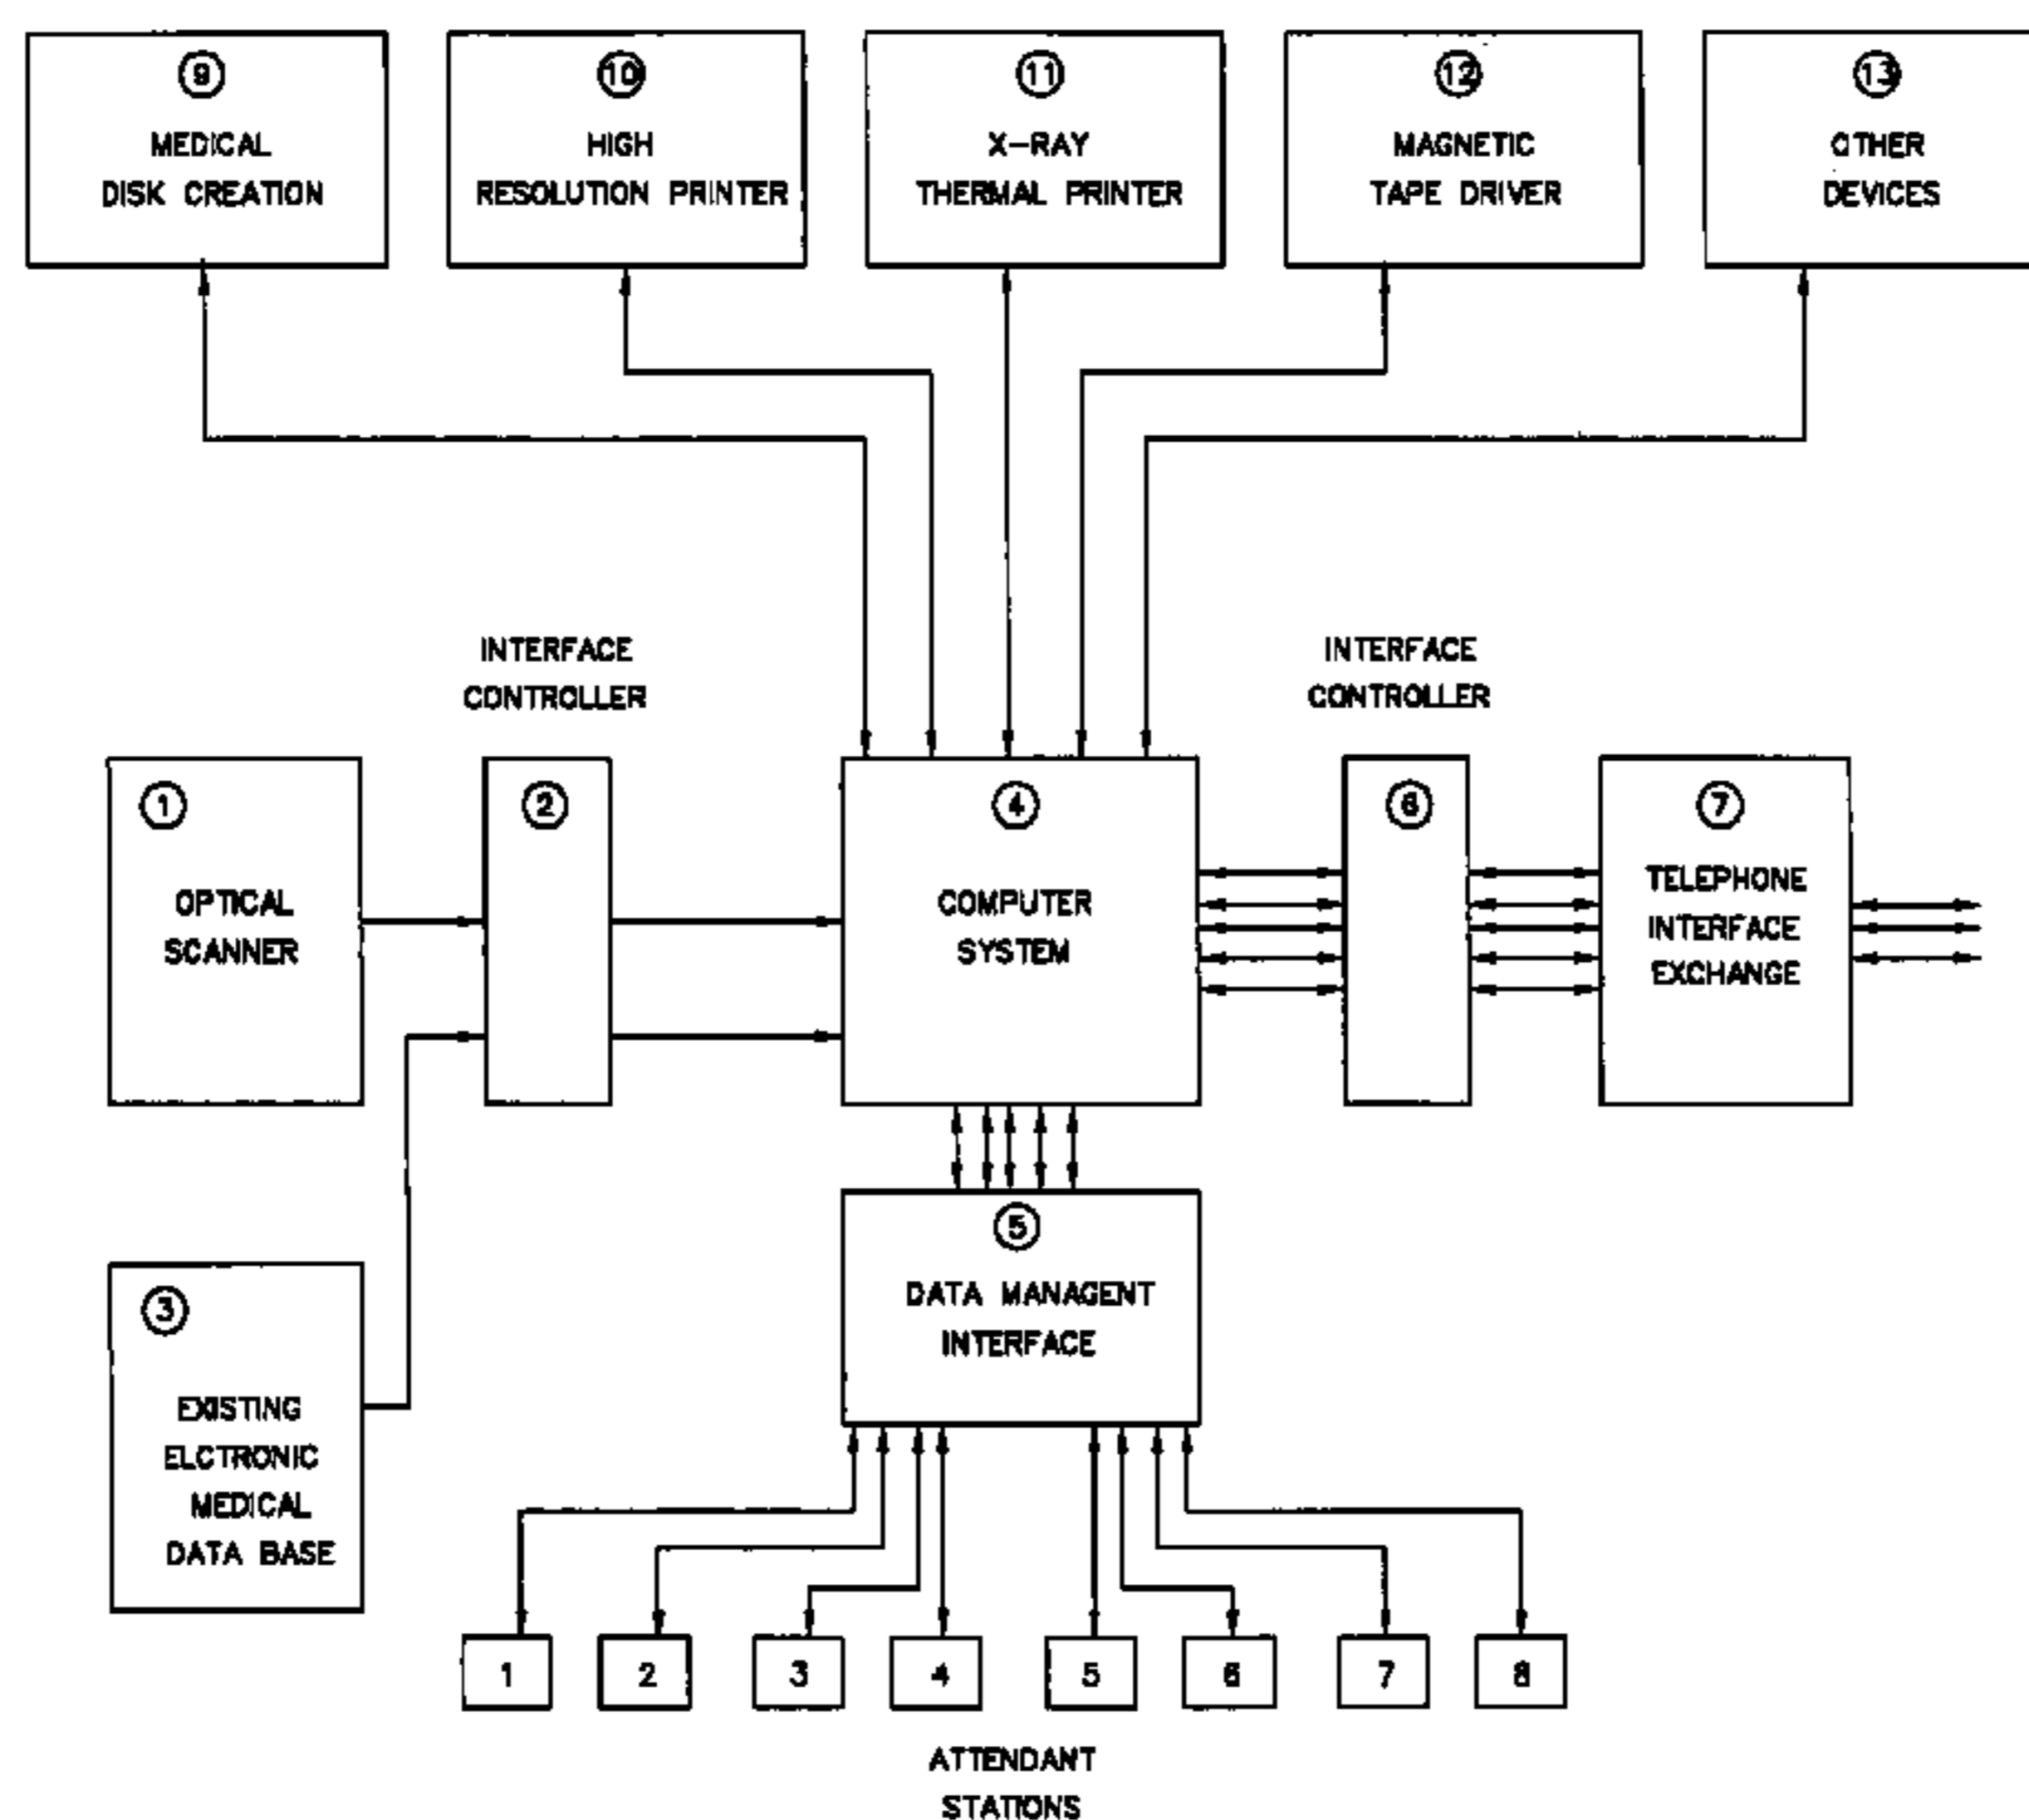 9
MEDICAL
DISK CREATION
10
HIGH
RESOLUTION PRINTER
11
X-RAY
THERMAL PRINTER
12
MAGNETIC
TAPE DRIVER
13
OTHER
DEVICES
INTERFACE
CONTROLLER
INTERFACE
CONTROLLER
1
OPTICAL
SCANNER
2
4
COMPUTER
SYSTEM
6
7
TELEPHONE
INTERFACE
EXCHANGE
3
EXISTING
ELCTRONIC
MEDICAL
DATA BASE
5
DATA MANAGENT
INTERFACE
1
2
3
4
5
6
7
8
ATTENDANT
STATIONS